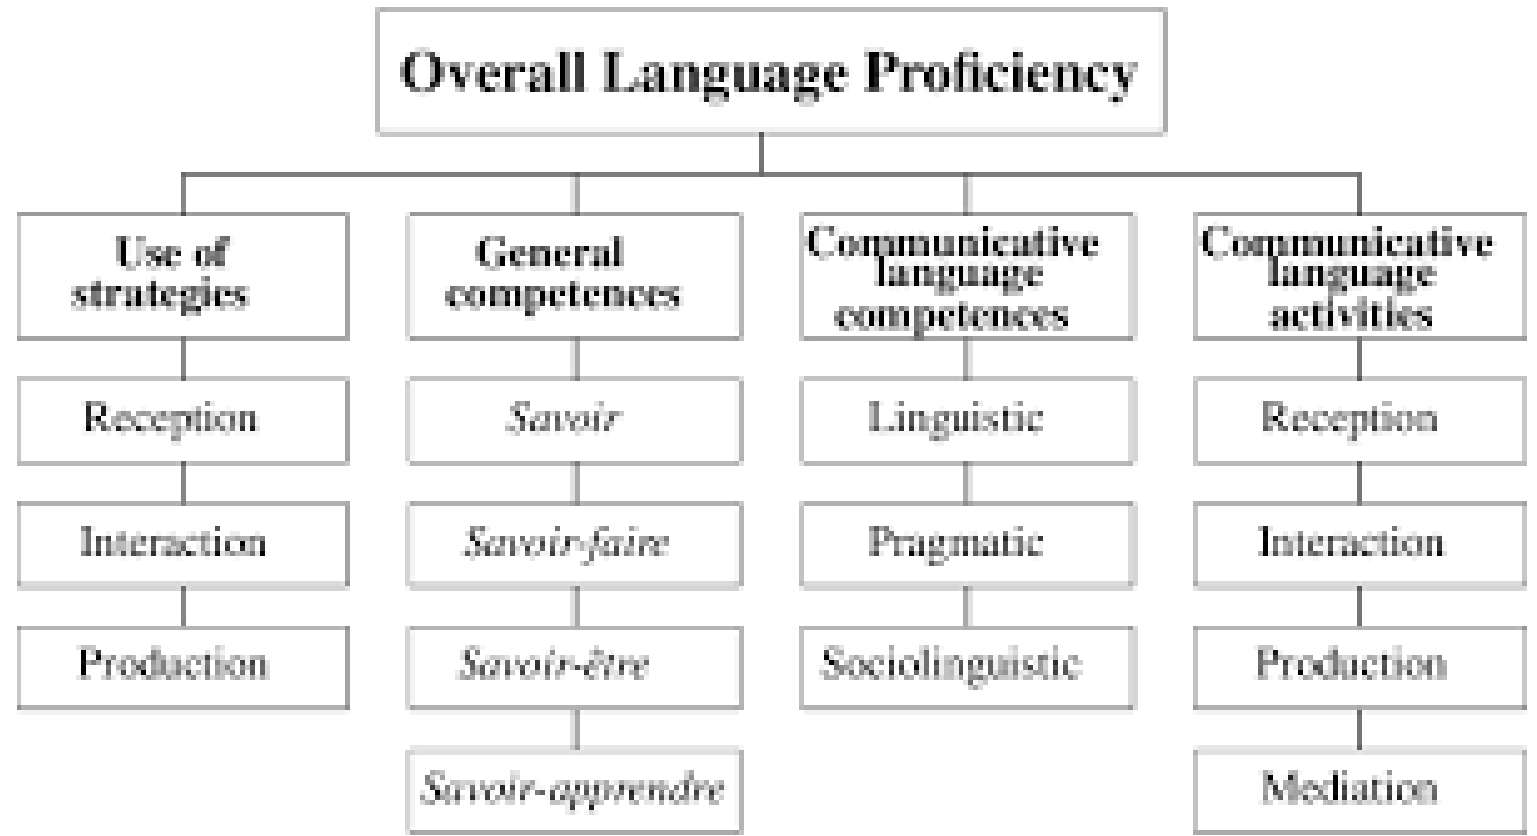 Overall Language Proficiency
Use of
strategies
General
competences
Communicative
language
competences
Communicative
language
activities
Reception
Savoir
Linguistic
Reception
Interaction
Savoir-faire
Pragmatic
Interaction
Production
Savoir-être
Sociolinguistic
Production
Savoir-apprendre
Mediation